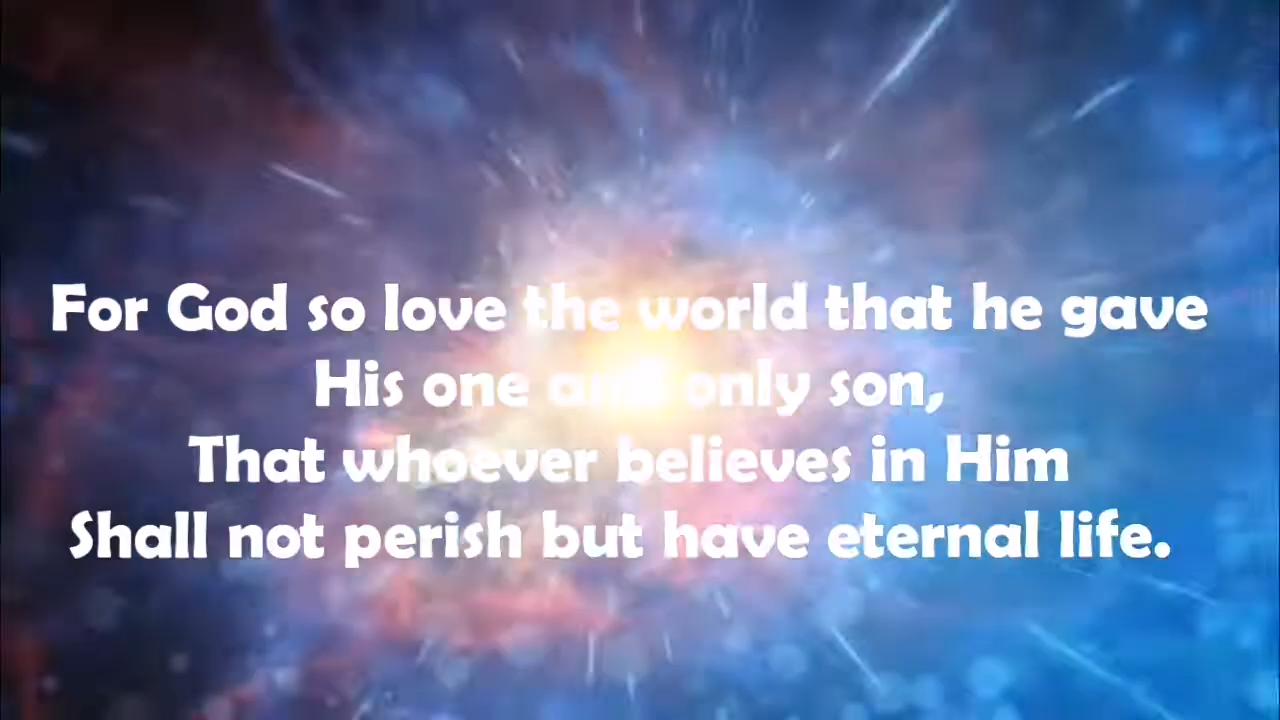 For God so love the world that he gave
His one and only son,
That whoever believes in Him
Shall not perish but have eternal life.